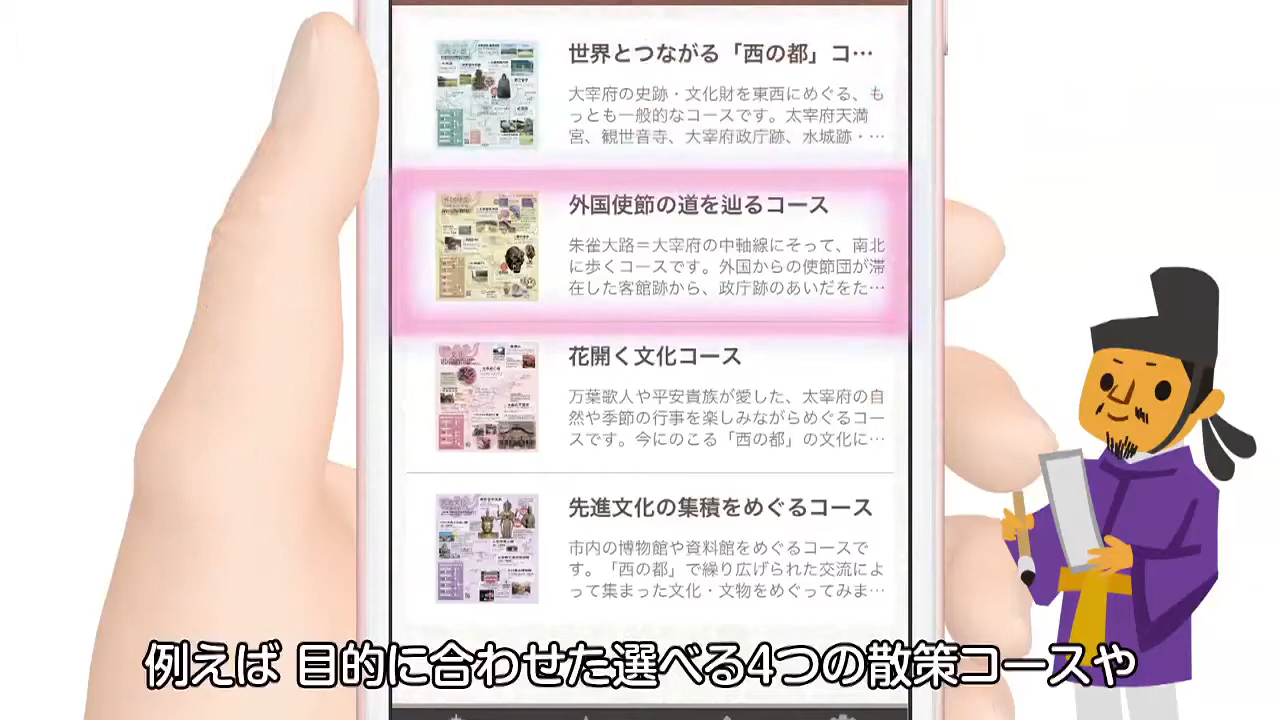 世界とつながる「西の都」コ…
大宰府の史跡・文化財を東西にめぐる、も
っとも一般的なコースです。太宰府天満
宮、観世音寺、大宰府政庁跡、水城跡・…
外国使節の道を辿るコース
朱雀大路＝大宰府の中軸線にそって、南北
に歩くコースです。外国からの使節団が滞
在した客館跡から、政庁跡のあいだをた…
花開く文化コース
万葉歌人や平安貴族が愛した、太宰府の自
然や季節の行事を楽しみながらめぐるコー
スです。今にのこる「西の都」の文化に…
先進文化の集積をめぐるコース
市内の博物館や資料館をめぐるコースで
す。「西の都」で繰り広げられた交流によ
って集まった文化・文物をめぐってみま…
例えば 目的に合わせた選べる4つの散策コースや